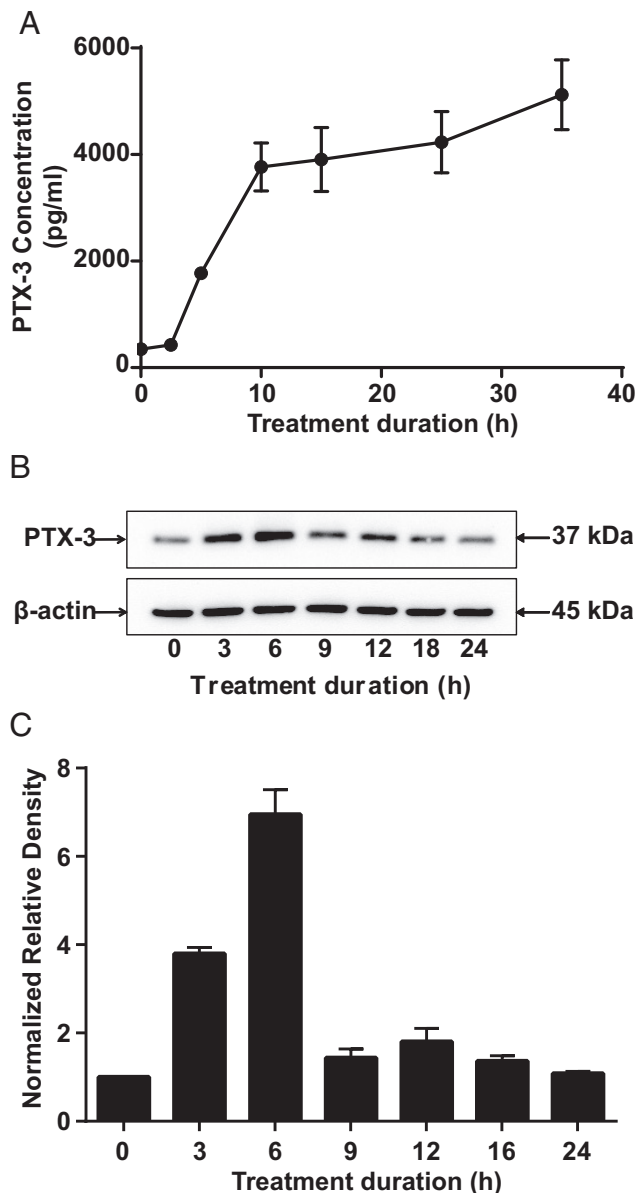 A
6000
4000
2000
0
PTX-3 Concentration
(pg/ml)
0 10 20 30 40
Treatment duration (h)
B
PTX-3 37 kDa
β-actin 45 kDa
0 3 6 9 12 18 24
Treatment duration (h)
C
8
6
4
2
0
Normalized Relative Density
0 3 6 9 12 16 24
Treatment duration (h)